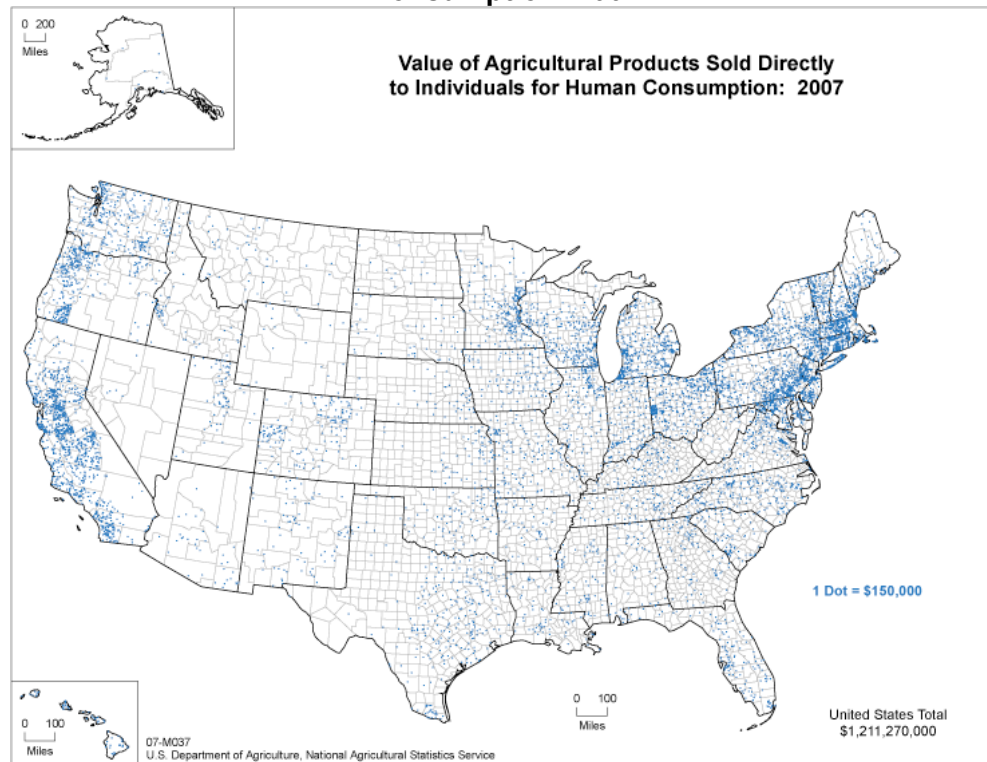 0 200
Miles
Value of Agricultural Products Sold Directly
to Individuals for Human Consumption:  2007
1 Dot = $150,000
0 100
Miles
United States Total
$1,211,270,000
0 100
Miles
07-M037
U.S. Department of Agriculture, National Agricultural Statistics Service